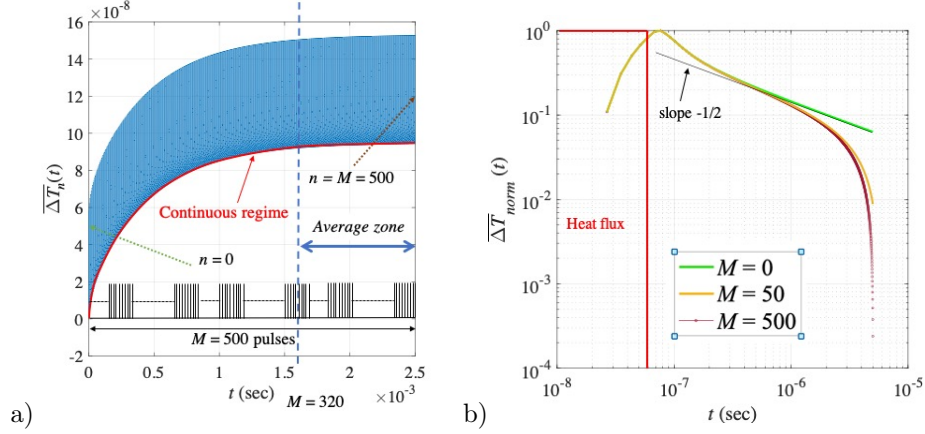 a)
× 10⁻⁸
16
14
12
10
8
6
4
2
0
-2
ΔT̅ₙ(t)
n = M = 500
Continuous regime
Average zone
n = 0
M = 500 pulses
0
0.5
1
1.5
2
2.5
t (sec)
M = 320
×10⁻³
b)
10⁰
10⁻¹
10⁻²
10⁻³
10⁻⁴
ΔT̅ norm (t)
slope -1/2
Heat flux
M = 0
M = 50
M = 500
10⁻⁸
10⁻⁷
10⁻⁶
10⁻⁵
t (sec)